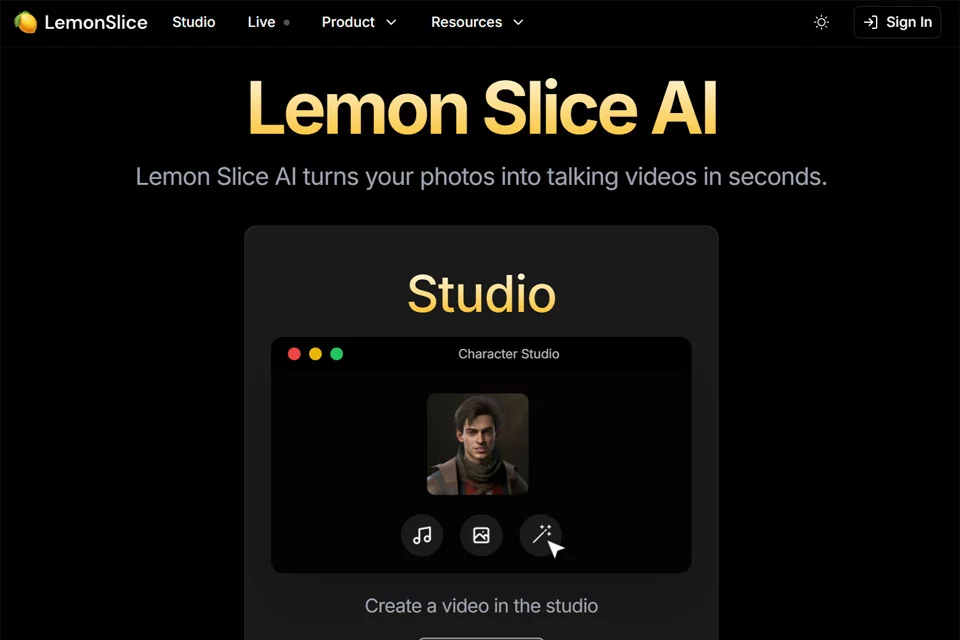 LemonSlice Studio Live Product Resources Sign In
Lemon Slice AI
Lemon Slice AI turns your photos into talking videos in seconds.
Studio
Character Studio
Create a video in the studio